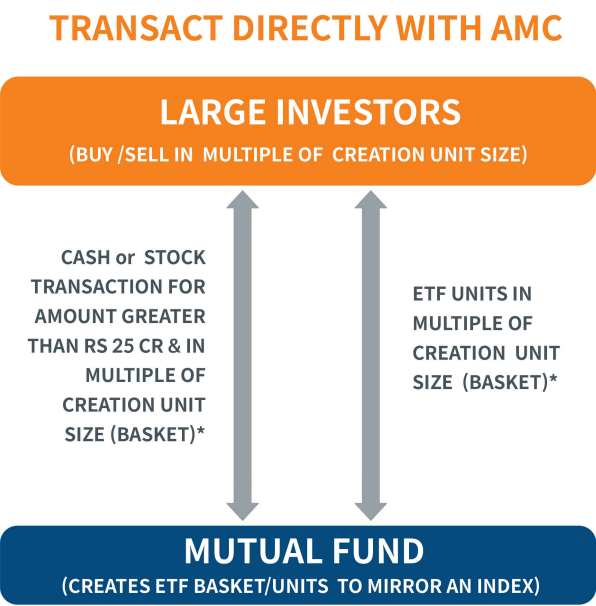 TRANSACT DIRECTLY WITH AMC
LARGE INVESTORS
(BUY /SELL IN MULTIPLE OF CREATION UNIT SIZE)
CASH or STOCK
TRANSACTION FOR
AMOUNT GREATER
THAN RS 25 CR & IN
MULTIPLE OF
CREATION UNIT
SIZE (BASKET)*
ETF UNITS IN
MULTIPLE OF
CREATION UNIT
SIZE (BASKET)*
MUTUAL FUND
(CREATES ETF BASKET/UNITS TO MIRROR AN INDEX)